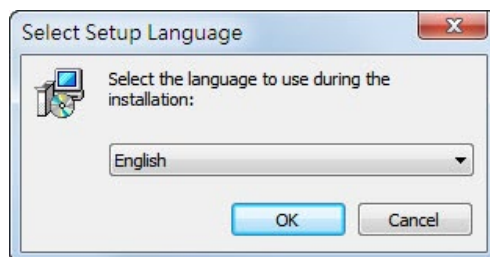 Select Setup Language
Select the language to use during the
installation:
English
OK
Cancel